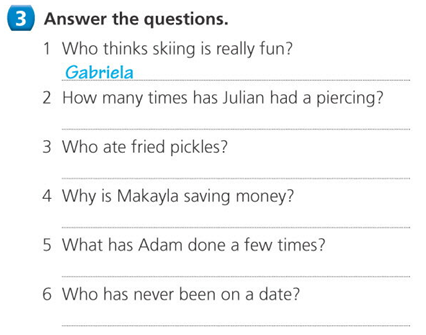 3 Answer the questions.
1 Who thinks skiing is really fun?
Gabriela
2 How many times has Julian had a piercing?
3 Who ate fried pickles?
4 Why is Makayla saving money?
5 What has Adam done a few times?
6 Who has never been on a date?